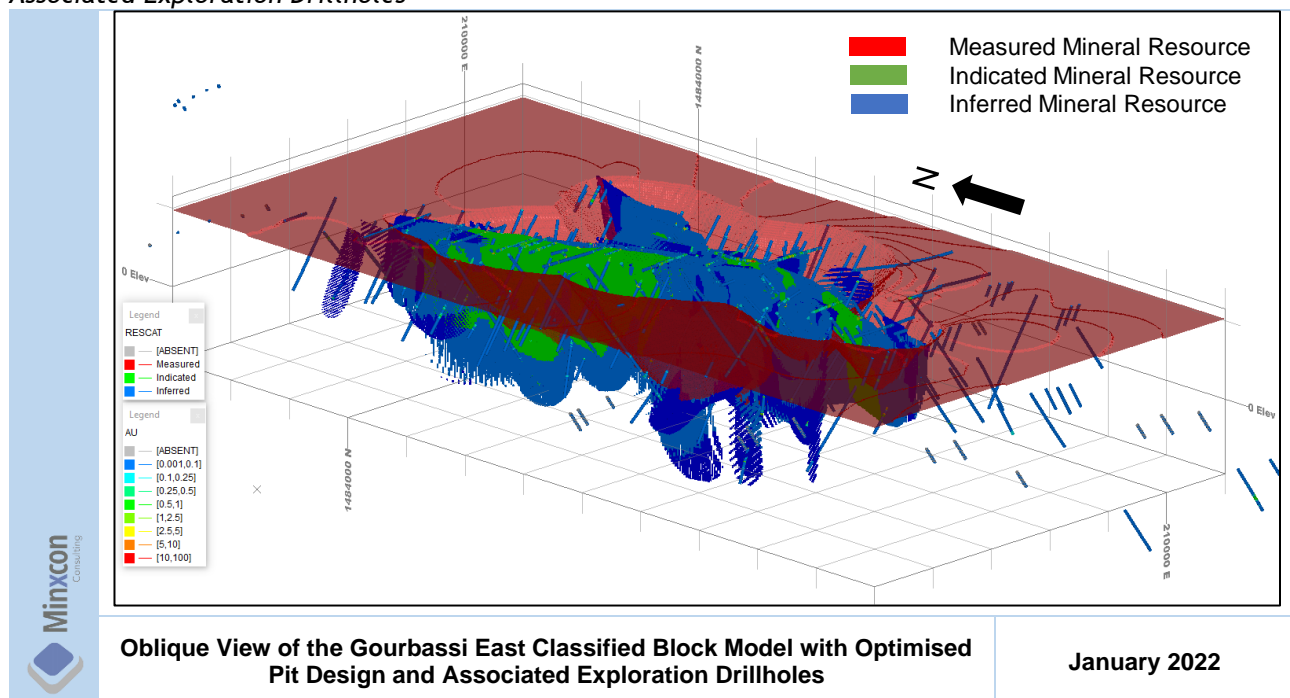 Associated Exploration Drillholes
210000 E
1484000 N
Measured Mineral Resource
Indicated Mineral Resource
Inferred Mineral Resource
N
0 Elev
Legend
RESCAT
[ABSENT]
Measured
Indicated
Inferred
Legend
AU
[ABSENT]
[0.001,0.1]
[0.1,0.25]
[0.25,0.5]
[0.5,1]
[1,2.5]
[2.5,5]
[5,10]
[10,100]
0 Elev
1484000 N
210000 E
Minxcon
Consulting
Oblique View of the Gourbassi East Classified Block Model with Optimised
Pit Design and Associated Exploration Drillholes
January 2022